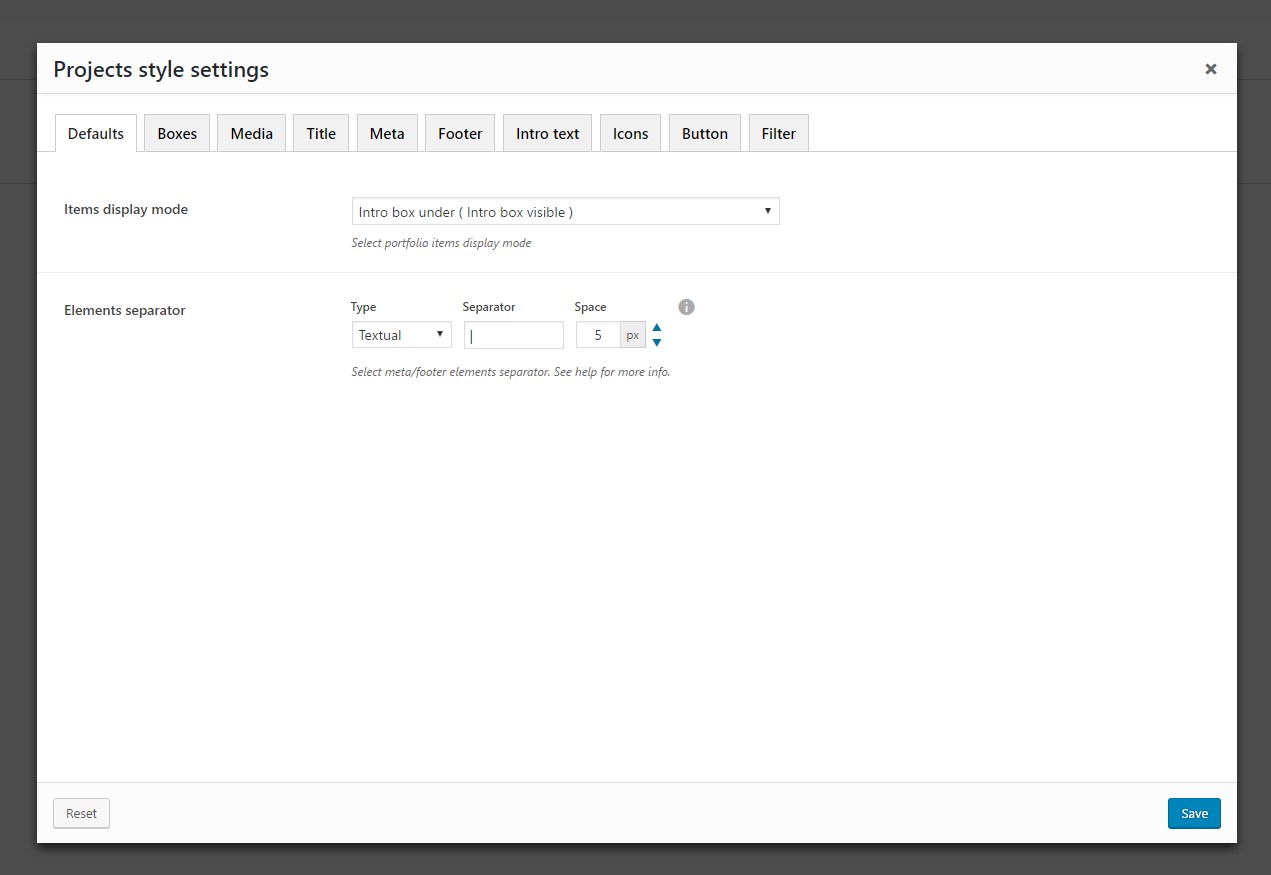 Projects style settings
Defaults Boxes Media Title Meta Footer Intro text Icons Button Filter
Items display mode
Intro box under ( Intro box visible )
Select portfolio items display mode
Elements separator
Type Separator Space
Textual | 5 px
Select meta/footer elements separator. See help for more info.
Reset Save